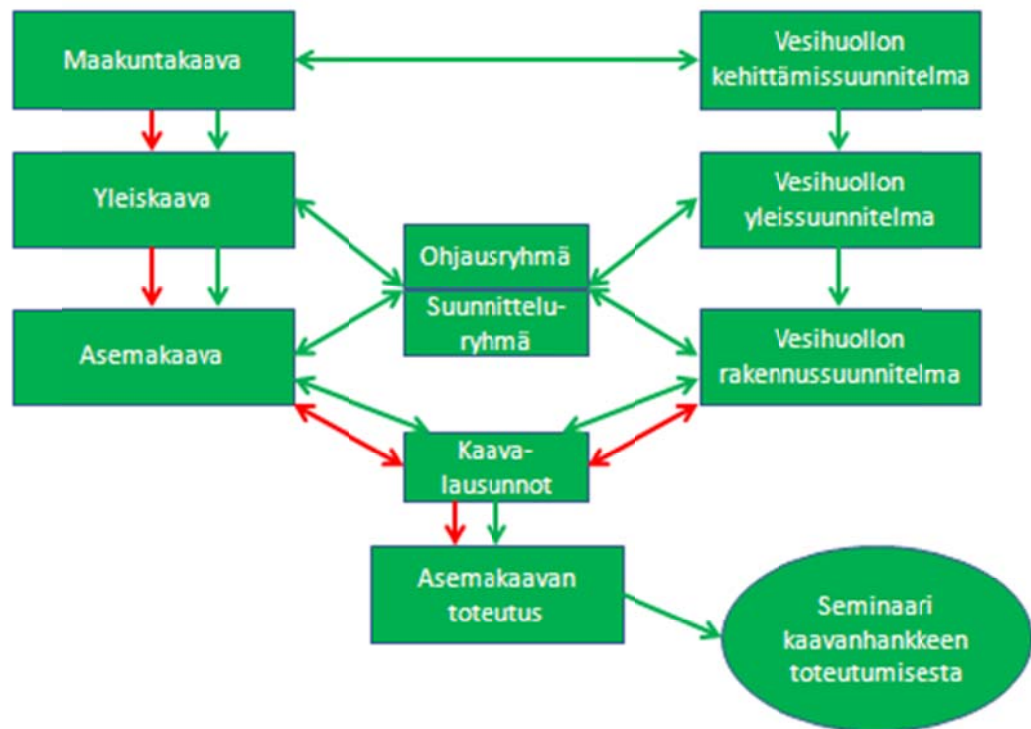 Maakuntakaava
Vesihuollon
kehittämissuunnitelma
Yleiskaava
Vesihuollon
yleissuunnitelma
Ohjausryhmä
Suunnittelu-
ryhmä
Asemakaava
Vesihuollon
rakennussuunnitelma
Kaava-
lausunnot
Asemakaavan
toteutus
Seminaari
kaavanhankkeen
toteutumisesta